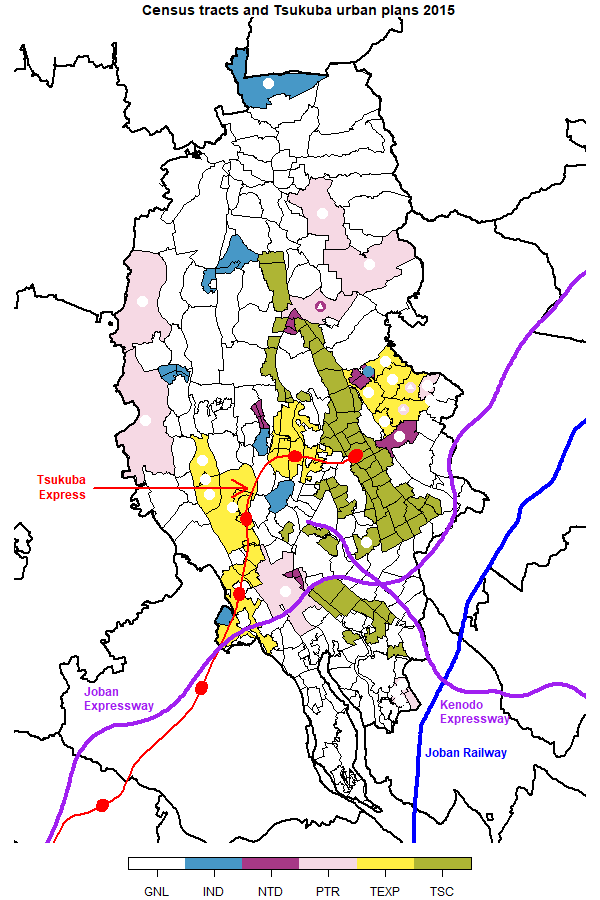 Census tracts and Tsukuba urban plans 2015
Tsukuba
Express
Joban
Expressway
Kenodo
Expressway
Joban Railway
GNL IND NTD PTR TEXP TSC